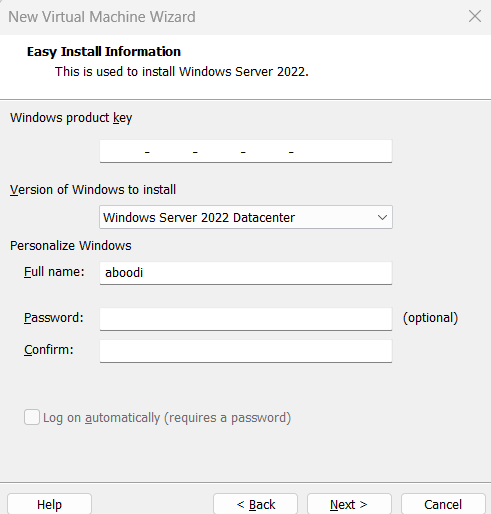 New Virtual Machine Wizard
Easy Install Information
This is used to install Windows Server 2022.
Windows product key
- - - -
Version of Windows to install
Windows Server 2022 Datacenter
Personalize Windows
Full name: aboodi
Password: (optional)
Confirm:
Log on automatically (requires a password)
Help < Back Next > Cancel